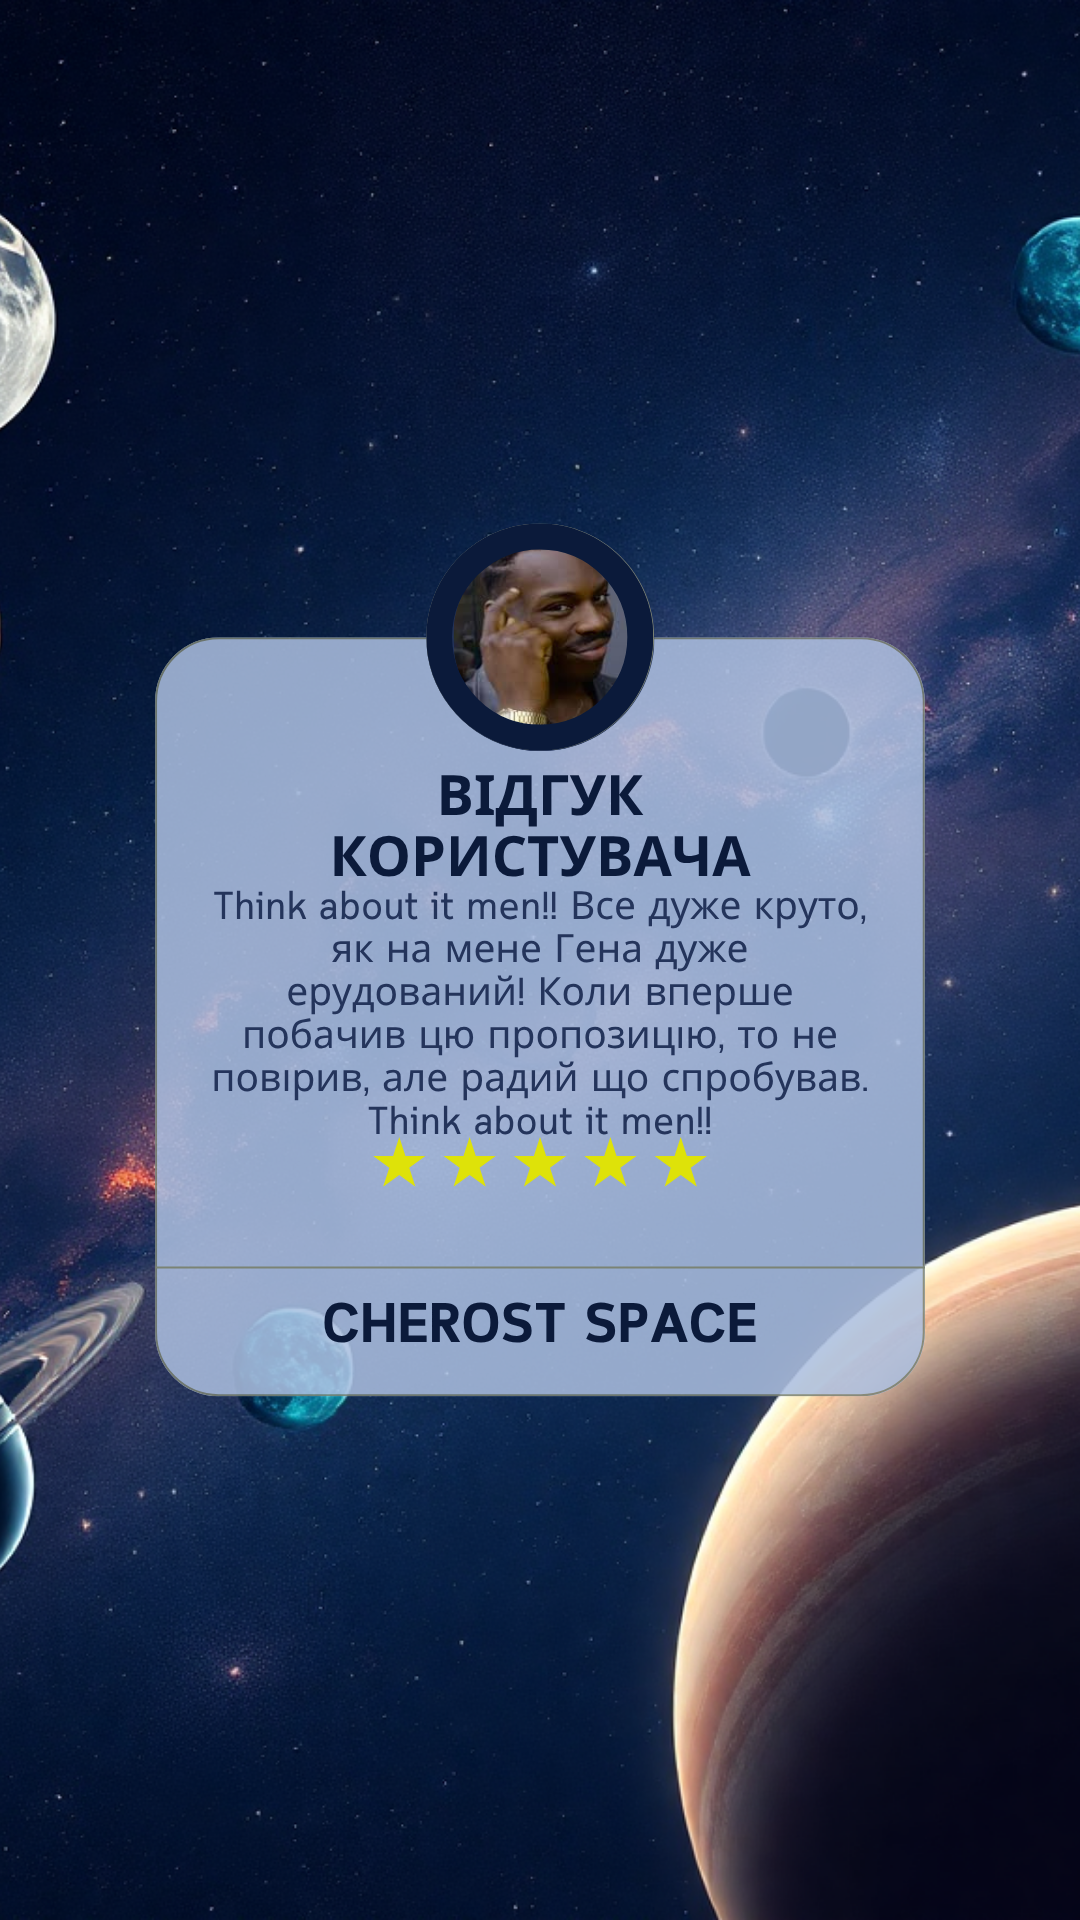 ВІДГУК
КОРИСТУВАЧА
Think about it men!! Все дуже круто,
як на мене Гена дуже
ерудований! Коли вперше
побачив цю пропозицію, то не
повірив, але радий що спробував.
Think about it men!!
CHEROST SPACE